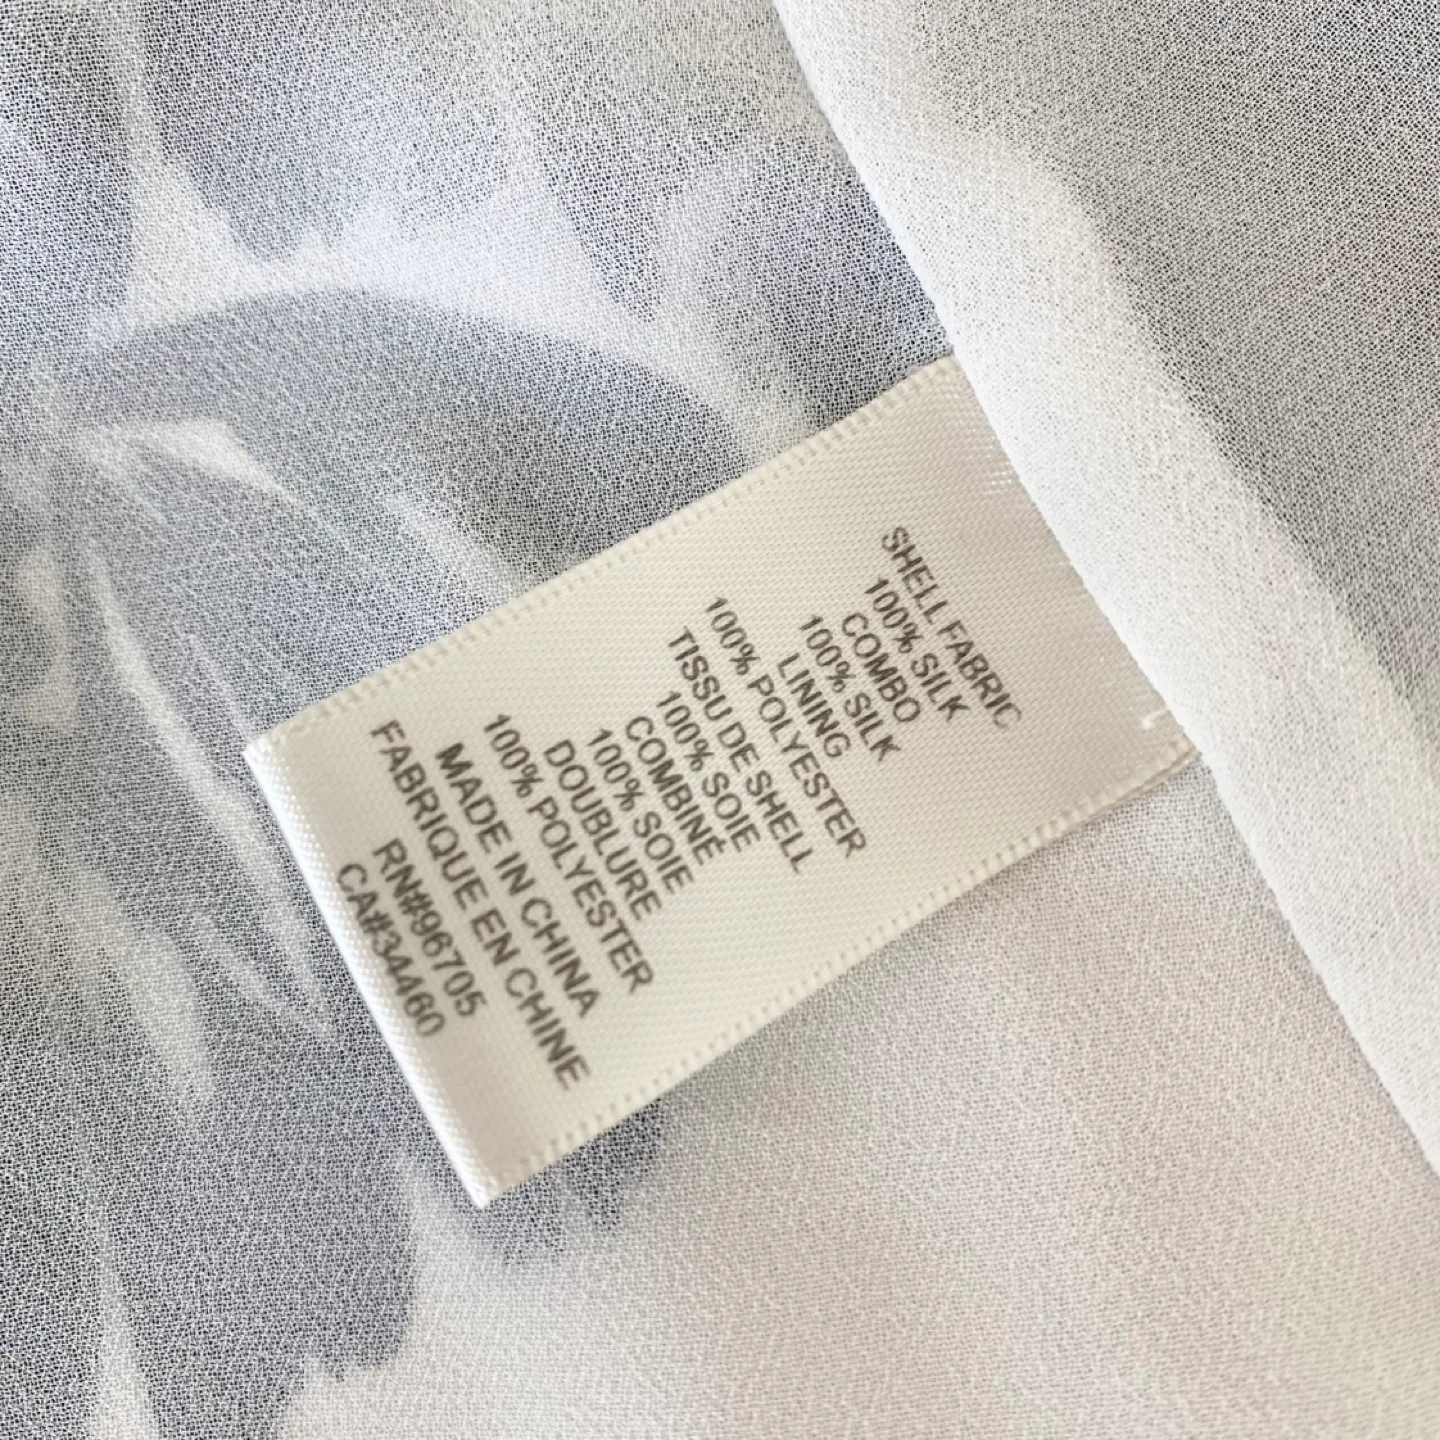 SHELL FABRIC
100% SILK
COMBO
100% SILK
LINING
100% POLYESTER
TISSU DE SHELL
100% SOIE
COMBINÉ
100% SOIE
DOUBLURE
100% POLYESTER
MADE IN CHINA
FABRIQUE EN CHINE
RN#96705
CA#34460